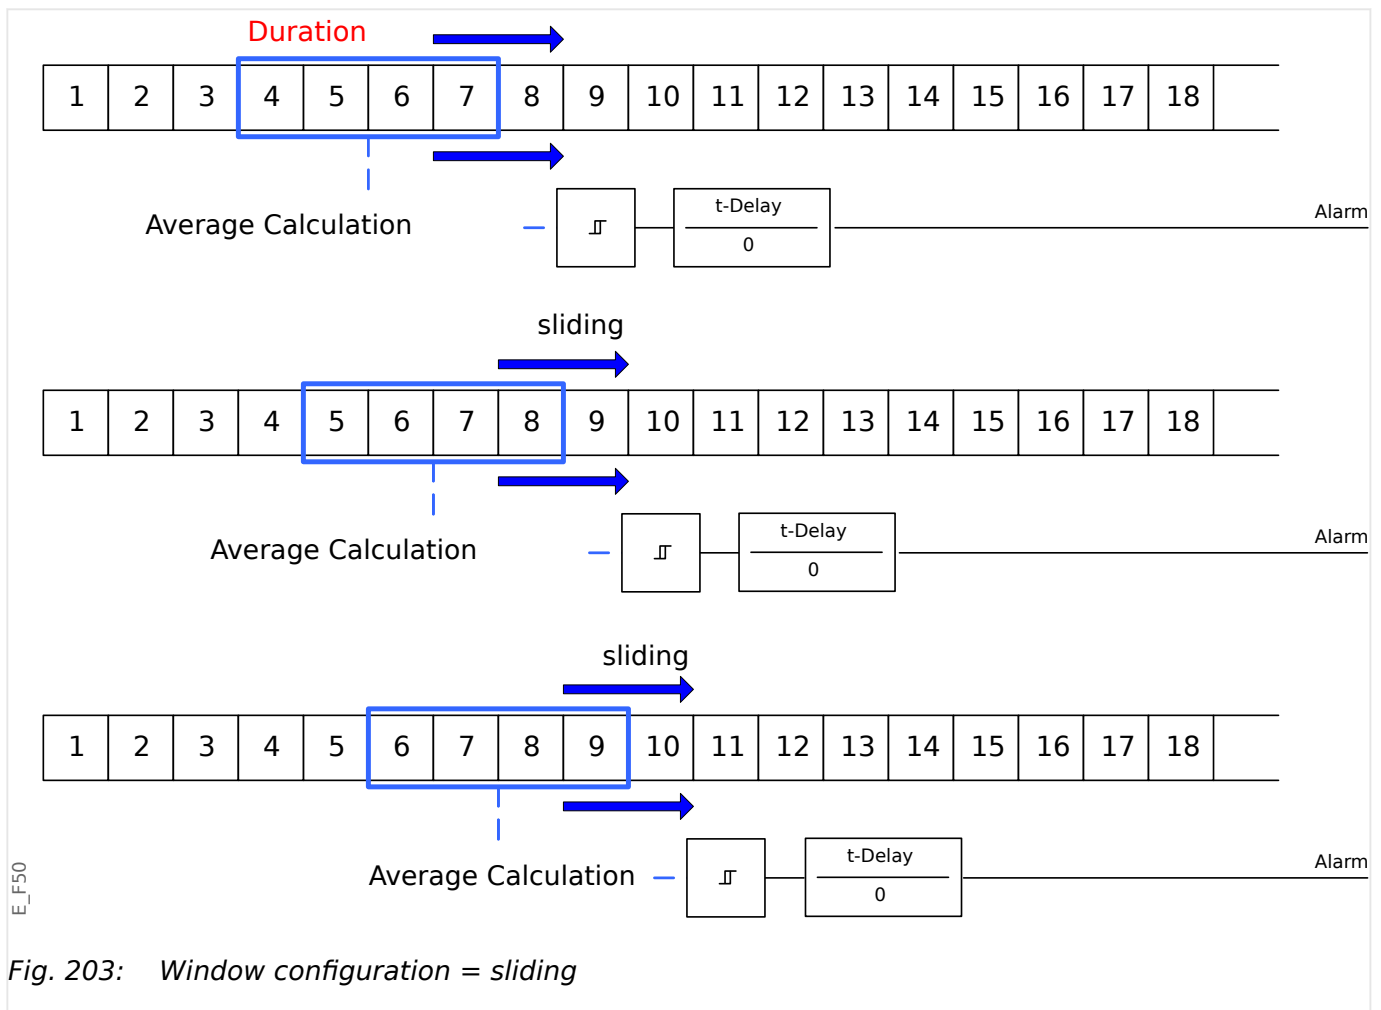 Duration
1 2 3 4 5 6 7 8 9 10 11 12 13 14 15 16 17 18
t-Delay
Alarm
Average Calculation
0
sliding
1 2 3 4 5 6 7 8 9 10 11 12 13 14 15 16 17 18
t-Delay
Alarm
Average Calculation
0
sliding
1 2 3 4 5 6 7 8 9 10 11 12 13 14 15 16 17 18
t-Delay
Alarm
Average Calculation
0
E_F50
Fig. 203: Window configuration = sliding